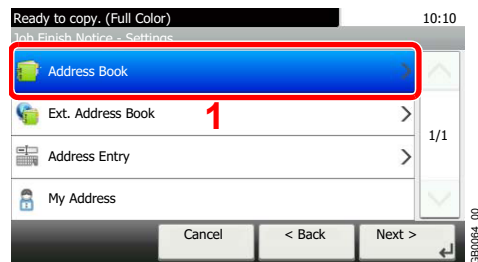 Ready to copy. (Full Color) 10:10
Job Finish Notice - Settings
Address Book
Ext. Address Book
1
1/1
Address Entry
My Address
Cancel < Back Next >
GB0064_00